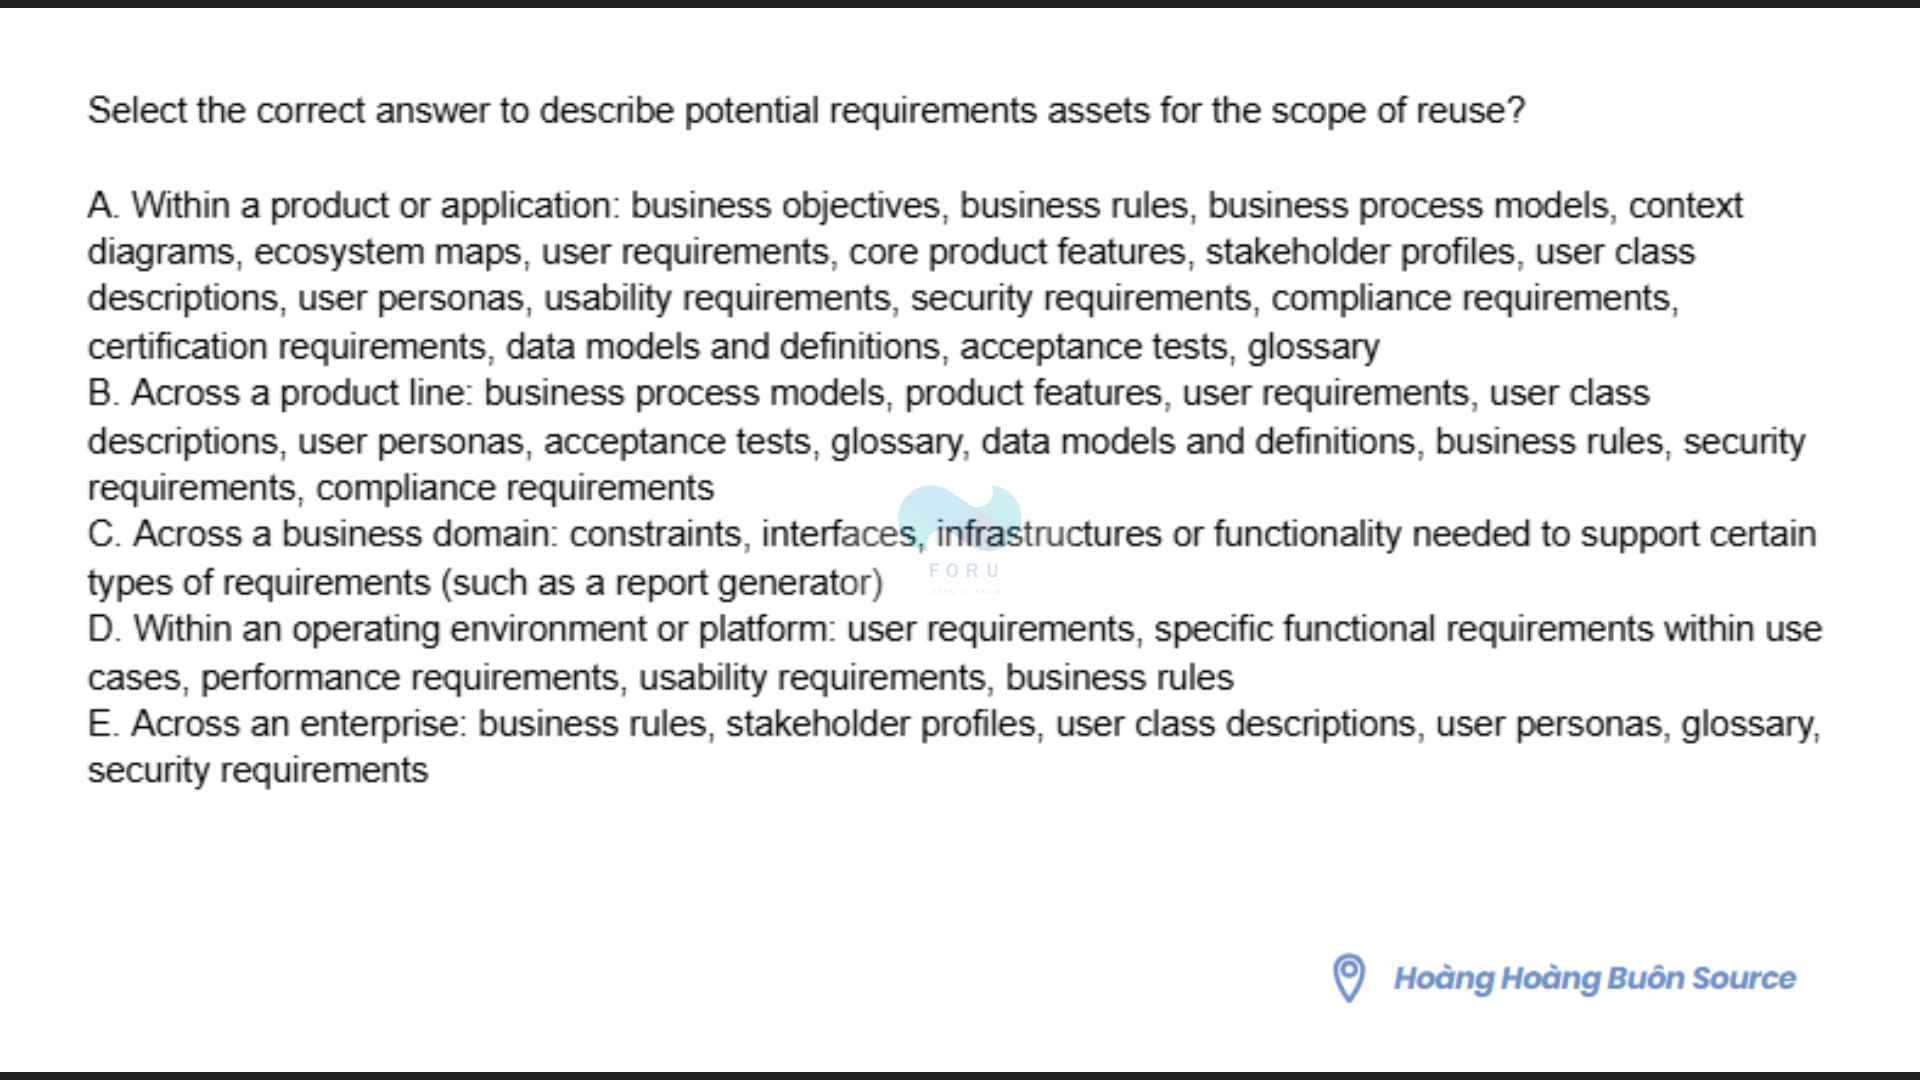 Select the correct answer to describe potential requirements assets for the scope of reuse?
A. Within a product or application: business objectives, business rules, business process models, context
diagrams, ecosystem maps, user requirements, core product features, stakeholder profiles, user class
descriptions, user personas, usability requirements, security requirements, compliance requirements,
certification requirements, data models and definitions, acceptance tests, glossary
B. Across a product line: business process models, product features, user requirements, user class
descriptions, user personas, acceptance tests, glossary, data models and definitions, business rules, security
requirements, compliance requirements
C. Across a business domain: constraints, interfaces, infrastructures or functionality needed to support certain
types of requirements (such as a report generator)
FORU
LEARN TO KNOW
D. Within an operating environment or platform: user requirements, specific functional requirements within use
cases, performance requirements, usability requirements, business rules
E. Across an enterprise: business rules, stakeholder profiles, user class descriptions, user personas, glossary,
security requirements
Hoàng Hoàng Buôn Source